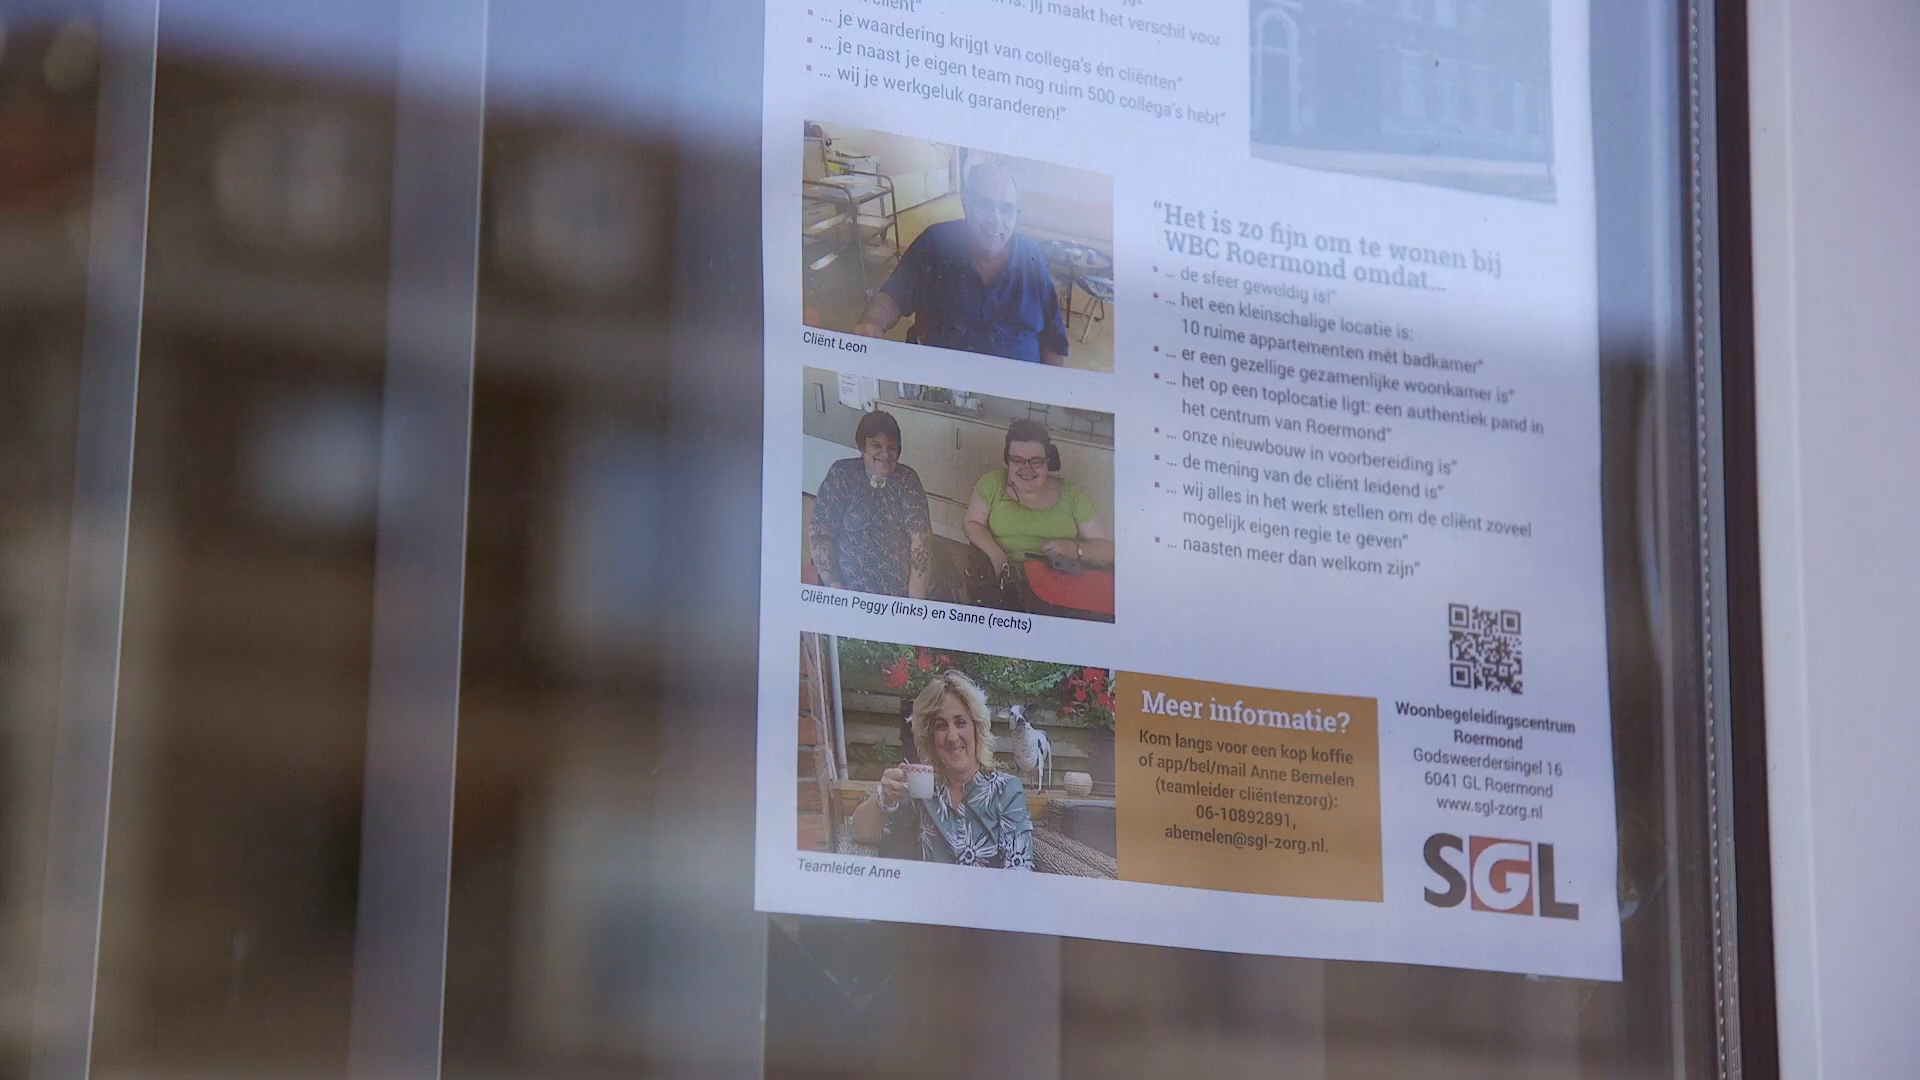 cliënt"
is. Jij maakt het verschil voor
▪ ... je waardering krijgt van collega's én cliënten"
▪ ... je naast je eigen team nog ruim 500 collega's hebt"
▪ ... wij je werkgeluk garanderen!"
Cliënt Leon
Cliënten Peggy (links) en Sanne (rechts)
Teamleider Anne
"Het is zo fijn om te wonen bij
WBC Roermond omdat...
▪ ... de sfeer geweldig is!"
▪ ... het een kleinschalige locatie is:
10 ruime appartementen mét badkamer"
▪ ... er een gezellige gezamenlijke woonkamer is"
▪ ... het op een toplocatie ligt: een authentiek pand in
het centrum van Roermond"
▪ ... onze nieuwbouw in voorbereiding is"
▪ ... de mening van de cliënt leidend is"
▪ ... wij alles in het werk stellen om de cliënt zoveel
mogelijk eigen regie te geven"
▪ ... naasten meer dan welkom zijn"
Meer informatie?
Kom langs voor een kop koffie
of app/bel/mail Anne Bemelen
(teamleider cliëntenzorg):
06-10892891,
abemelen@sgl-zorg.nl.
Woonbegeleidingscentrum
Roermond
Godsweerdersingel 16
6041 GL Roermond
www.sgl-zorg.nl
SGL